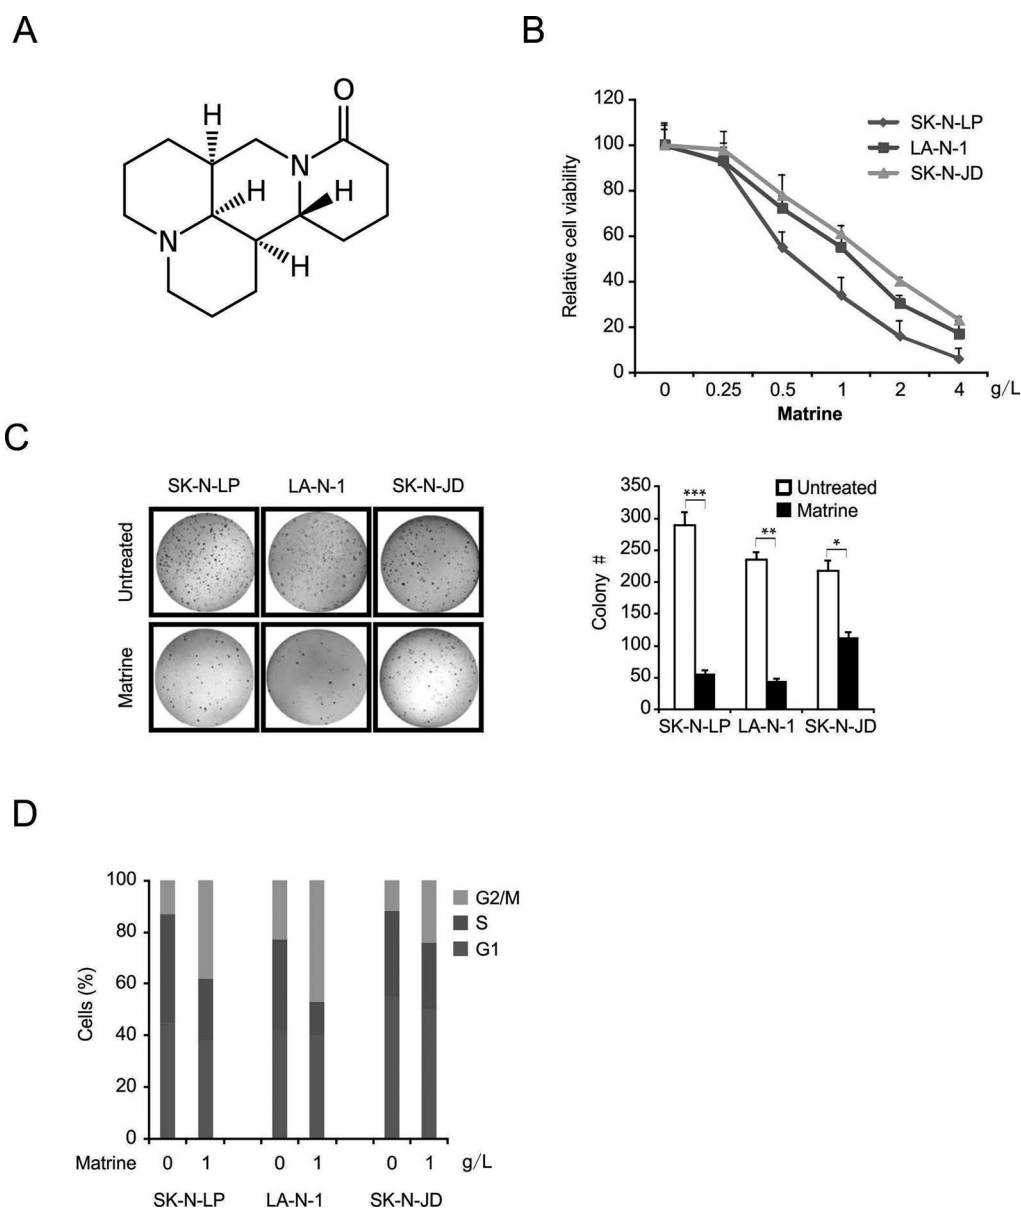 A
O
H
H
N
H
N
H
B
120
100
80
60
40
20
0
Relative cell viability
SK-N-LP
LA-N-1
SK-N-JD
0 0.25 0.5 1 2 4 g/L
Matrine
C
SK-N-LP LA-N-1 SK-N-JD
Untreated
Matrine
350
300
250
200
150
100
50
0
Colony #
Untreated
Matrine
***
**
*
SK-N-LP LA-N-1 SK-N-JD
D
100
80
60
40
20
0
Cells (%)
G2/M
S
G1
Matrine 0 1 0 1 0 1 g/L
SK-N-LP LA-N-1 SK-N-JD